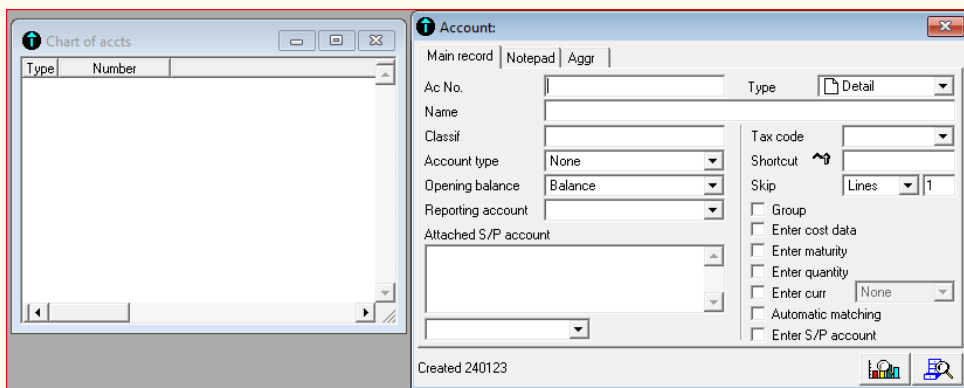 Chart of accts
Type Number
Account:
Main record Notepad Aggr
Ac No. Type Detail
Name
Classif Tax code
Account type None Shortcut
Opening balance Balance Skip Lines 1
Reporting account Group
Attached S/P account Enter cost data
Enter maturity
Enter quantity
Enter curr None
Automatic matching
Enter S/P account
Created 240123